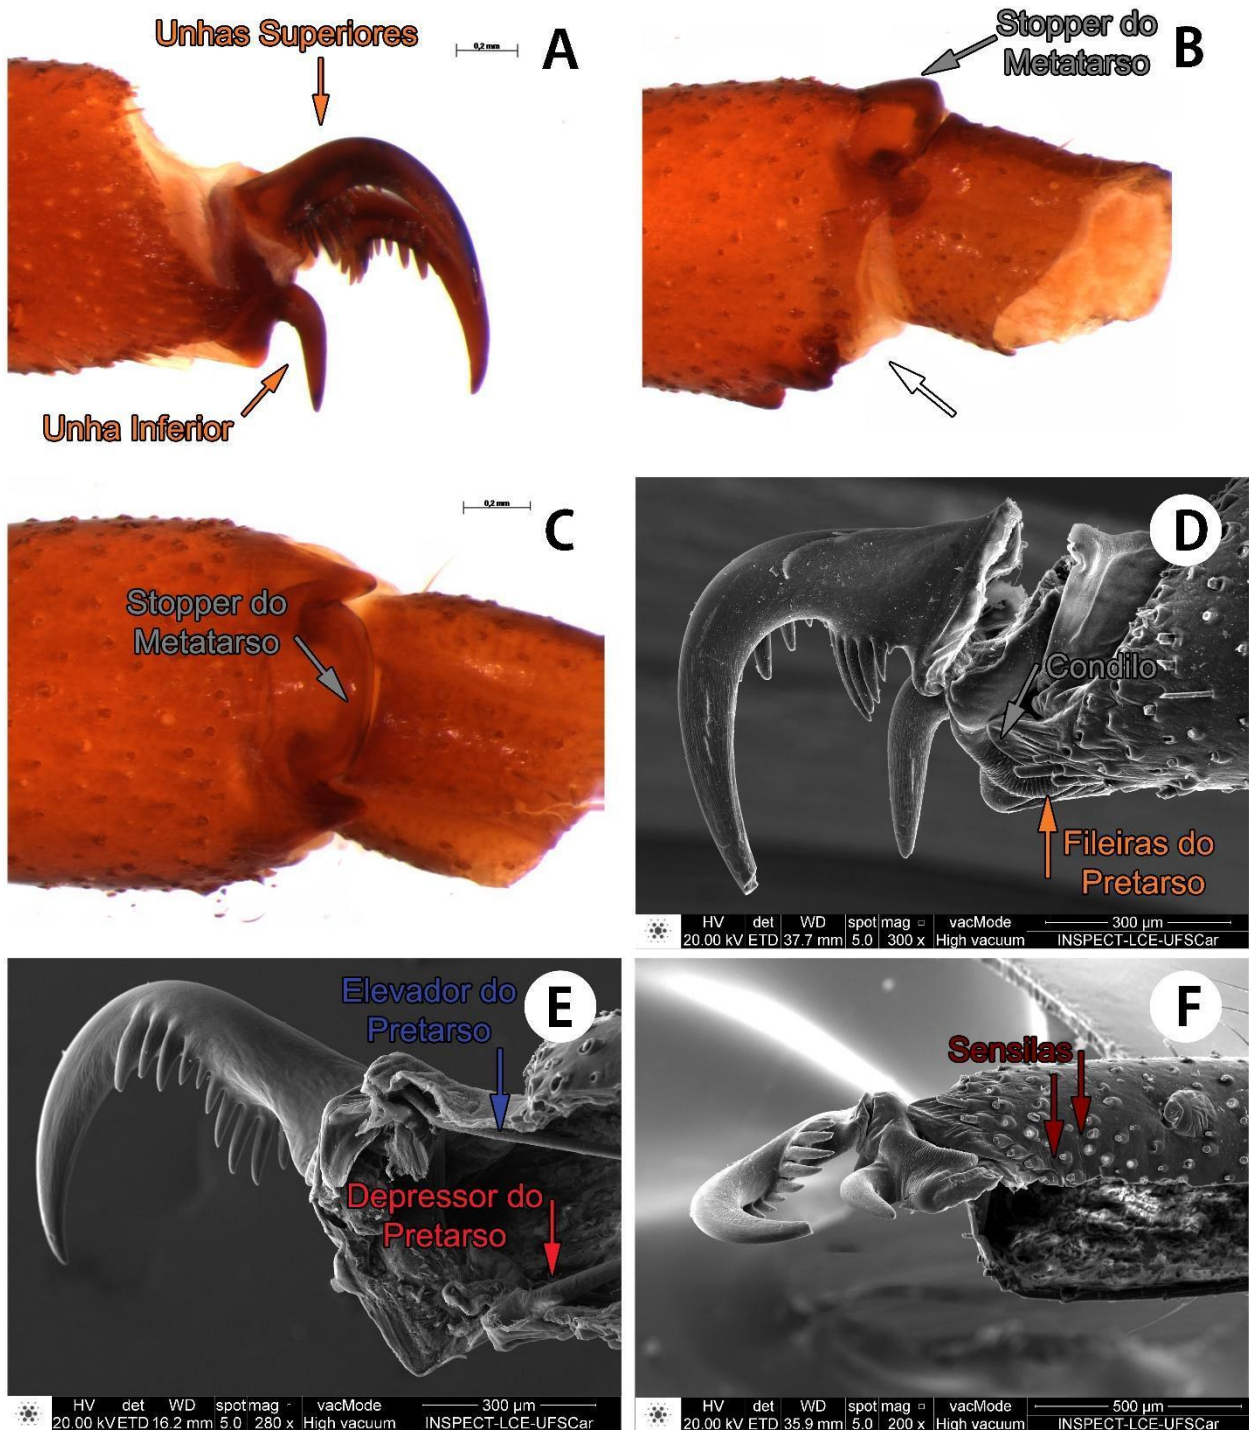 Unhas Superiores
0,2 mm
A
Unha Inferior
Stopper do
Metatarso
B
Stopper do
Metatarso
0,2 mm
C
D
Condilo
Fileiras do
Pretarso
HV det WD spot mag □ vacMode 300 µm
20.00 kV ETD 37.7 mm 5.0 300 x High vacuum INSPECT-LCE-UFSCar
Elevador do
Pretarso
E
Depressor do
Pretarso
HV det WD spot mag vacMode 300 µm
20.00 kV ETD 16.2 mm 5.0 280 x High vacuum INSPECT-LCE-UFSCar
F
Sensilas
HV det WD spot mag □ vacMode 500 µm
20.00 kV ETD 35.9 mm 5.0 200 x High vacuum INSPECT-LCE-UFSCar